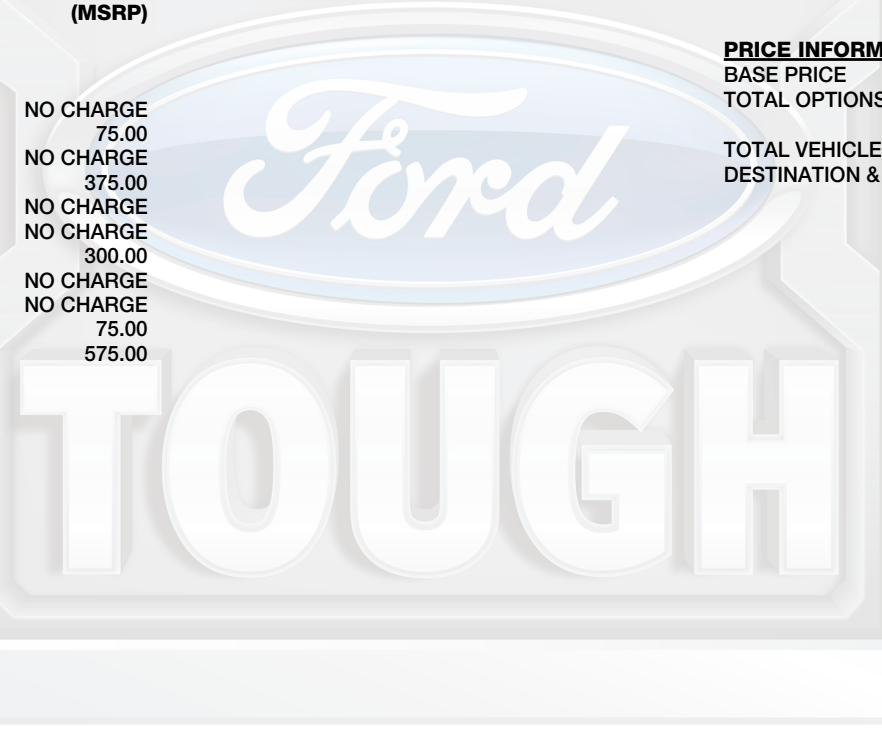 (MSRP)
NO CHARGE
75.00
NO CHARGE
375.00
NO CHARGE
NO CHARGE
300.00
NO CHARGE
NO CHARGE
75.00
575.00
PRICE INFORM
BASE PRICE
TOTAL OPTIONS
TOTAL VEHICLE
DESTINATION &
Ford
TOUGH